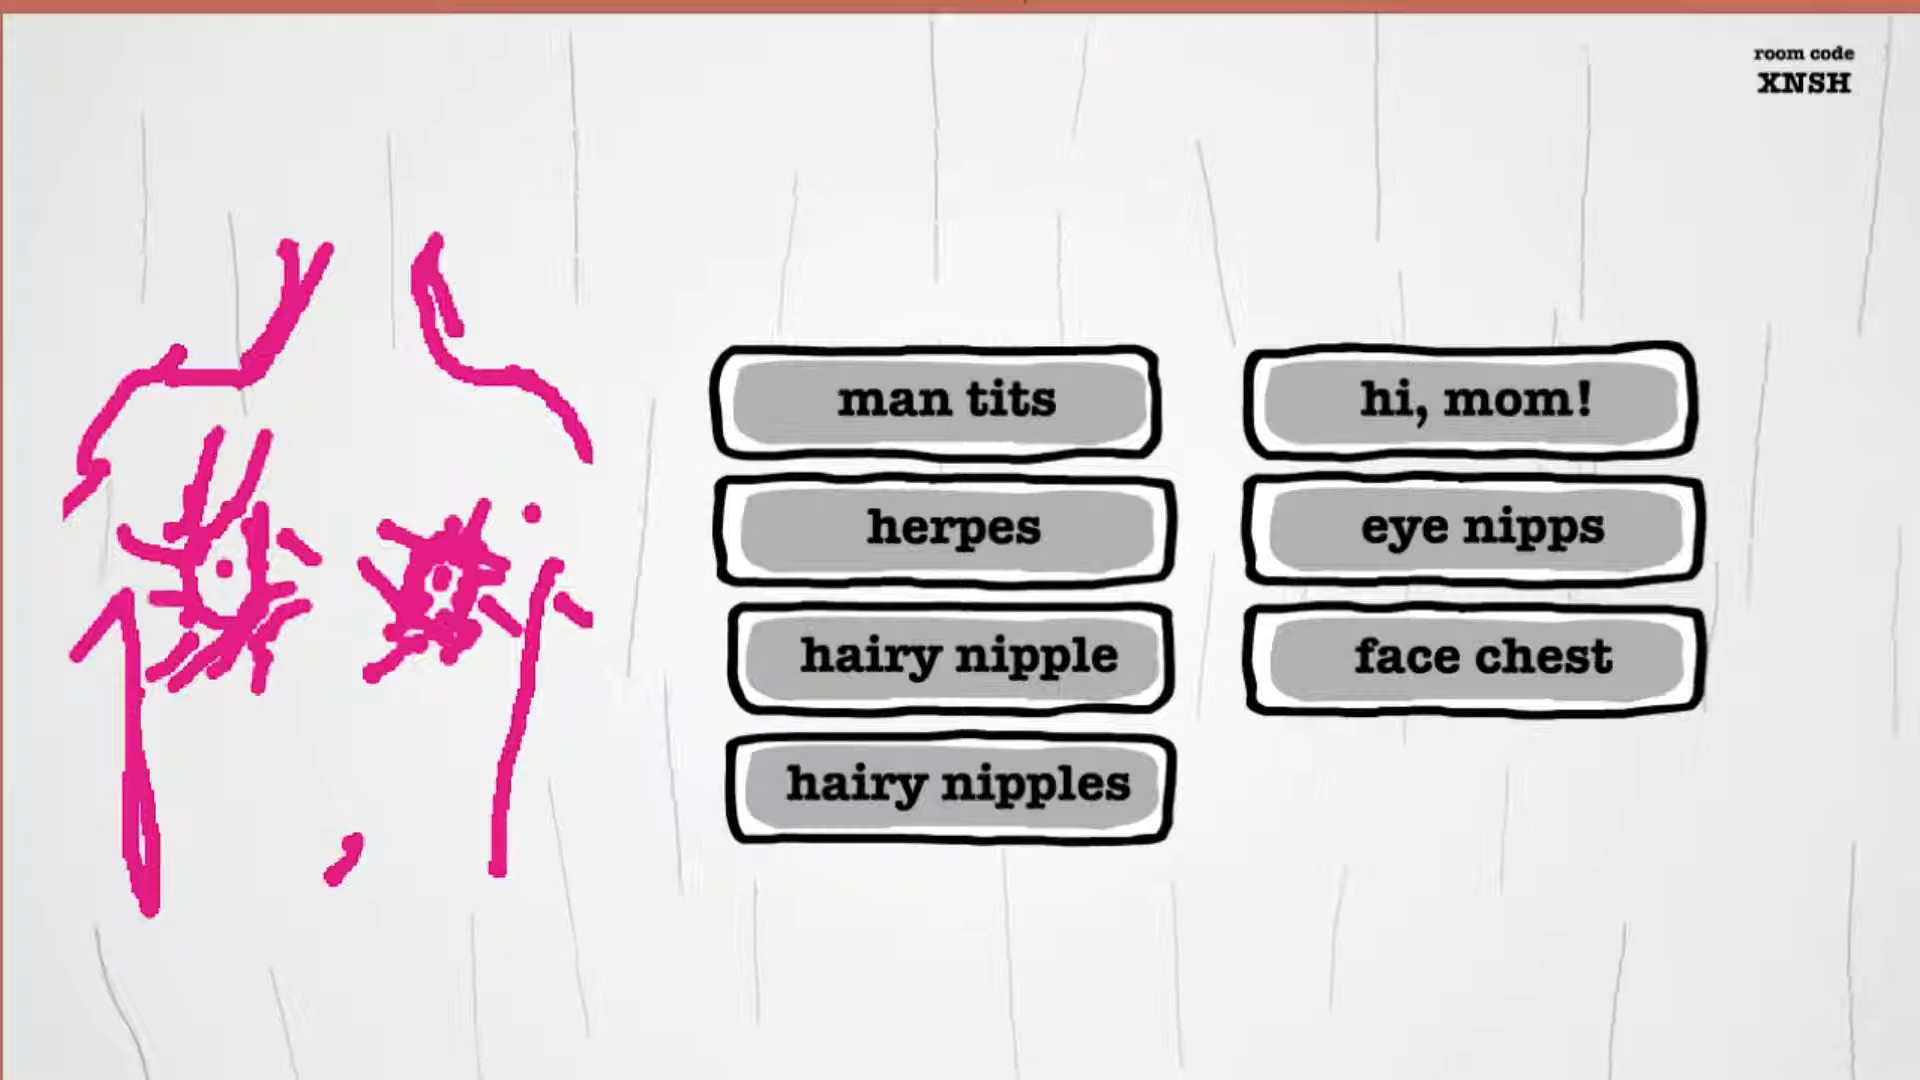 room code
XNSH
man tits
hi, mom!
herpes
eye nipps
hairy nipple
face chest
hairy nipples